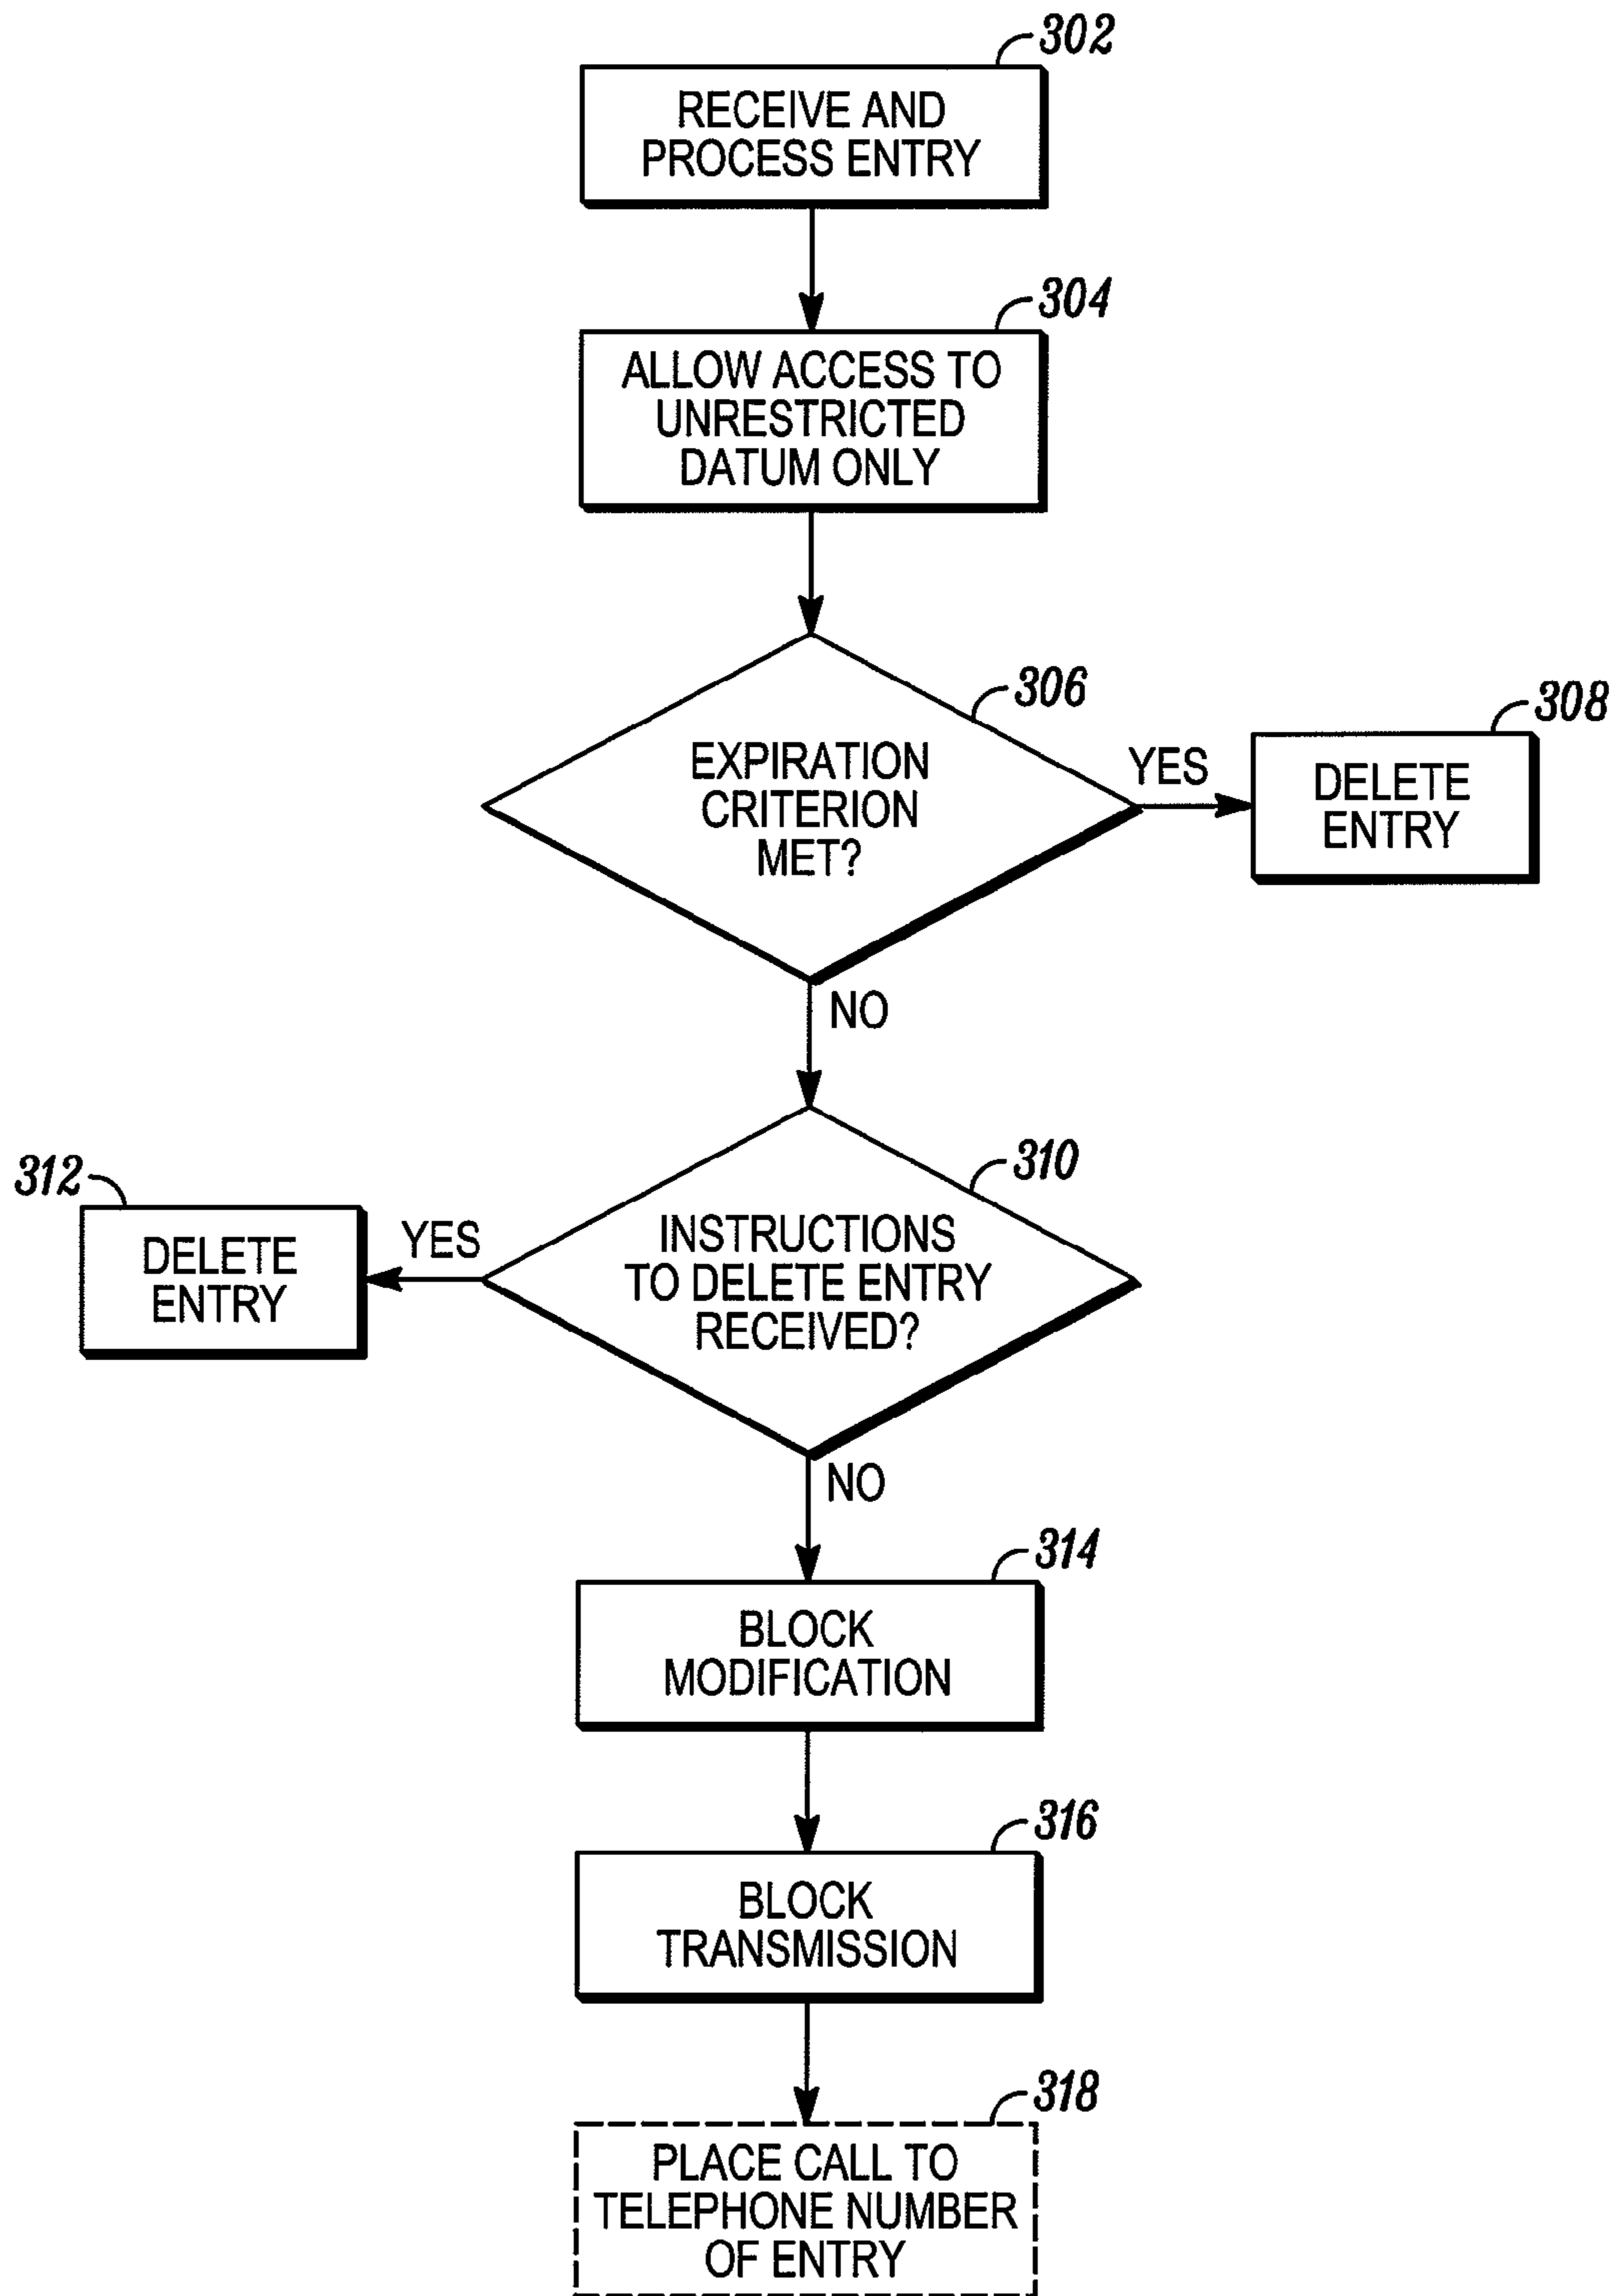 302
RECEIVE AND
PROCESS ENTRY
304
ALLOW ACCESS TO
UNRESTRICTED
DATUM ONLY
306
EXPIRATION
CRITERION
MET?
YES
308
DELETE
ENTRY
NO
310
INSTRUCTIONS
TO DELETE ENTRY
RECEIVED?
YES
312
DELETE
ENTRY
NO
314
BLOCK
MODIFICATION
316
BLOCK
TRANSMISSION
318
PLACE CALL TO
TELEPHONE NUMBER
OF ENTRY